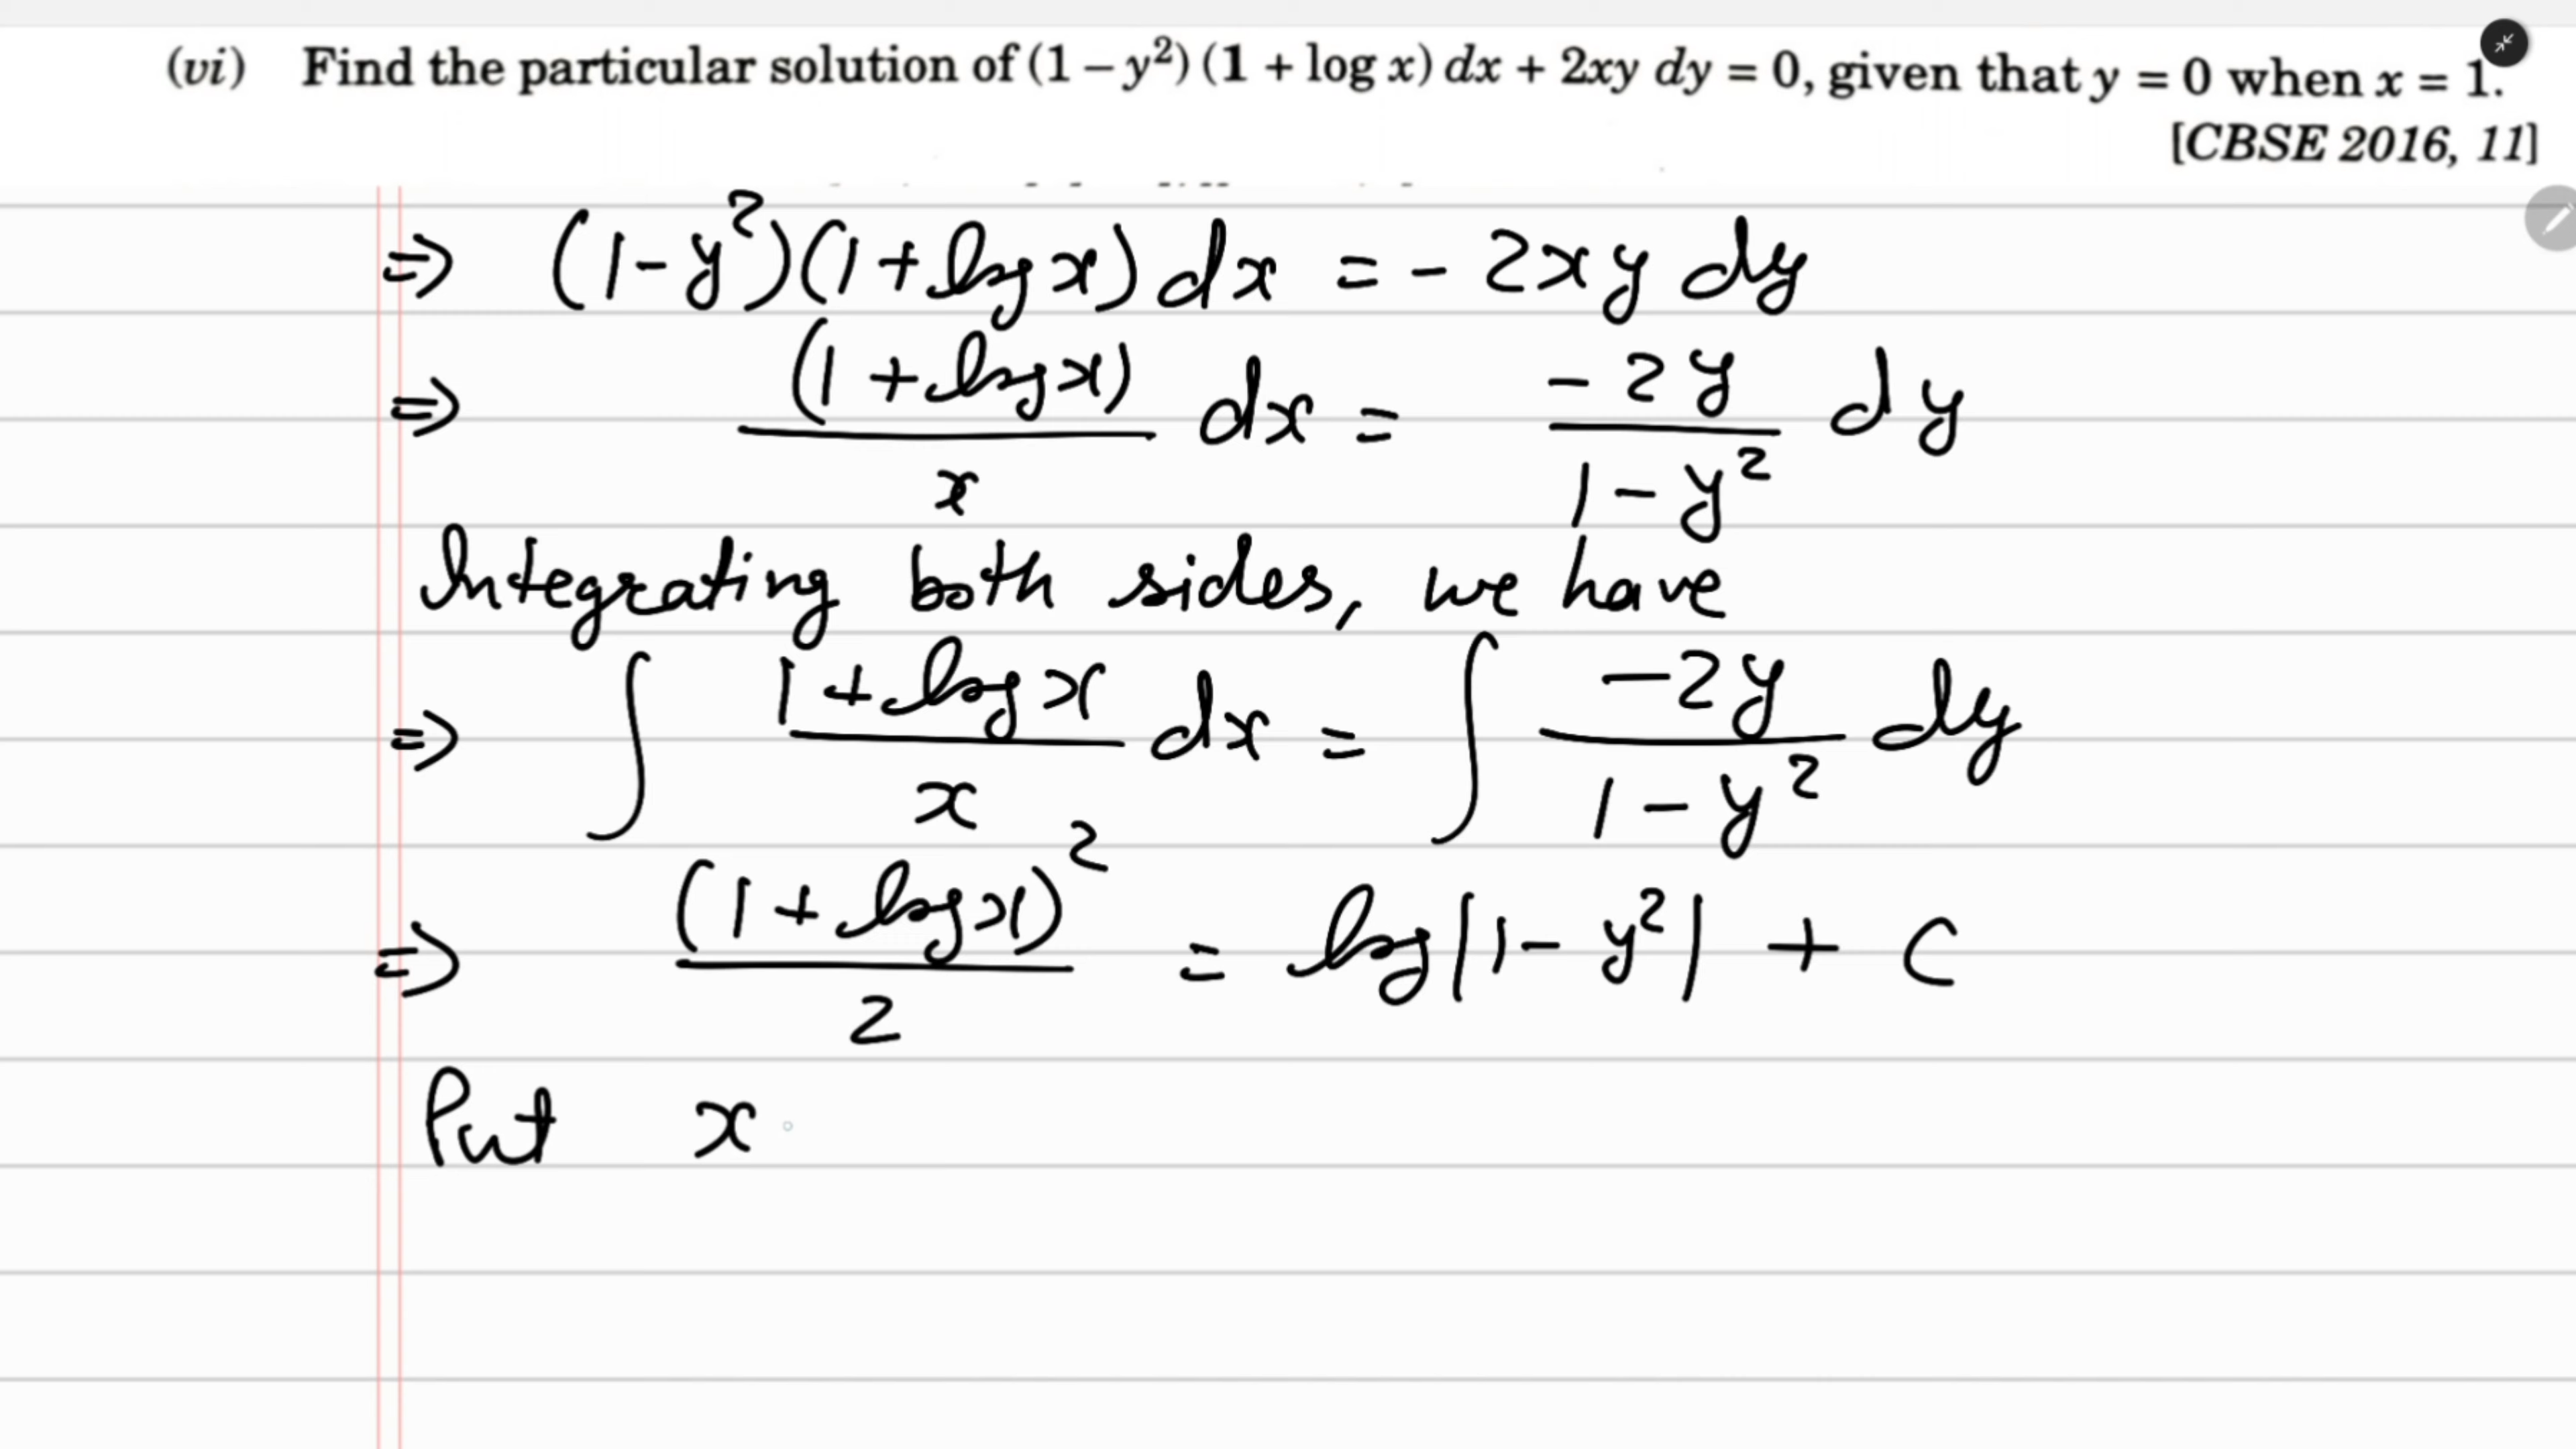 (vi) Find the particular solution of (1 – y²) (1 + log x) dx + 2xy dy = 0, given that y = 0 when x = 1.
[CBSE 2016, 11]
⇒ (1-y²)(1+log x) dx = - 2xy dy
⇒ (1+log x)/x dx = -2y/(1-y²) dy
Integrating both sides, we have
⇒ ∫ (1+log x)/x dx = ∫ -2y/(1-y²) dy
⇒ (1+log x)²/2 = log|1-y²| + C
Put x